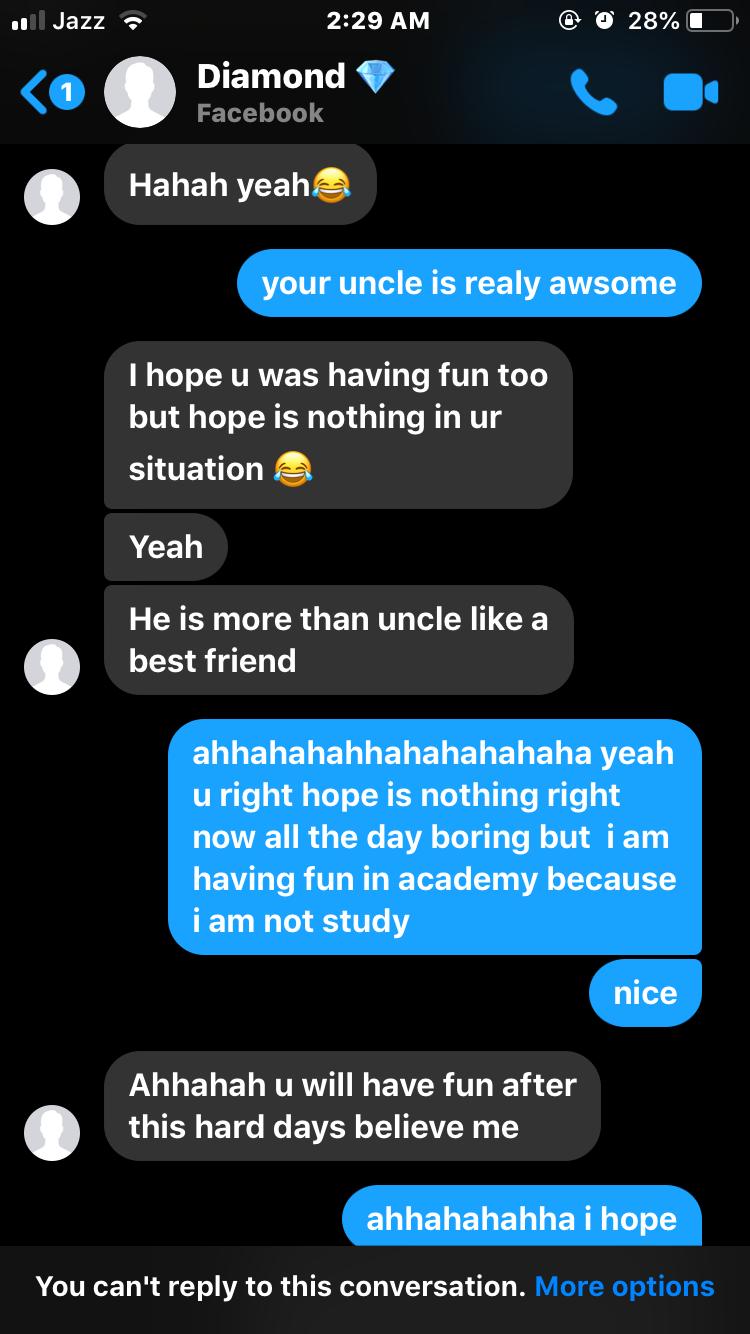 Jazz 2:29 AM 28%
1 Diamond 💎
Facebook
Hahah yeah😂
your uncle is realy awsome
I hope u was having fun too
but hope is nothing in ur
situation 😂
Yeah
He is more than uncle like a
best friend
ahhahahahhahahahahaha yeah
u right hope is nothing right
now all the day boring but  i am
having fun in academy because
i am not study
nice
Ahhahah u will have fun after
this hard days believe me
ahhahahahha i hope
You can't reply to this conversation. More options